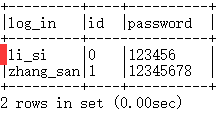 +---------+--+--------+
|log_in |id |password
+---------+--+--------+
li_si |0 |123456
zhang_san|1 |12345678
+---------+--+--------+
2 rows in set (0.00sec)